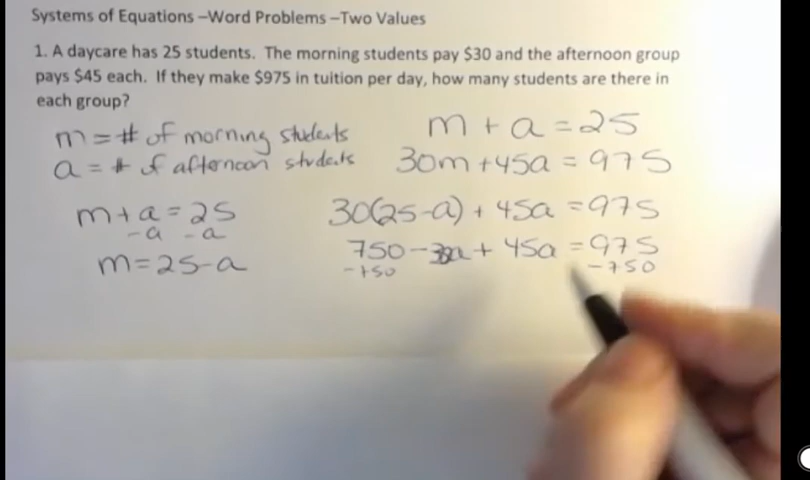 Systems of Equations –Word Problems –Two Values
1. A daycare has 25 students. The morning students pay $30 and the afternoon group
pays $45 each. If they make $975 in tuition per day, how many students are there in
each group?
m = # of morning students
a = # of afternoon students
m + a = 25
30m + 45a = 975
m + a = 25
-a -a
m = 25 - a
30(25 - a) + 45a = 975
750 - 30a + 45a = 975
-750 -750